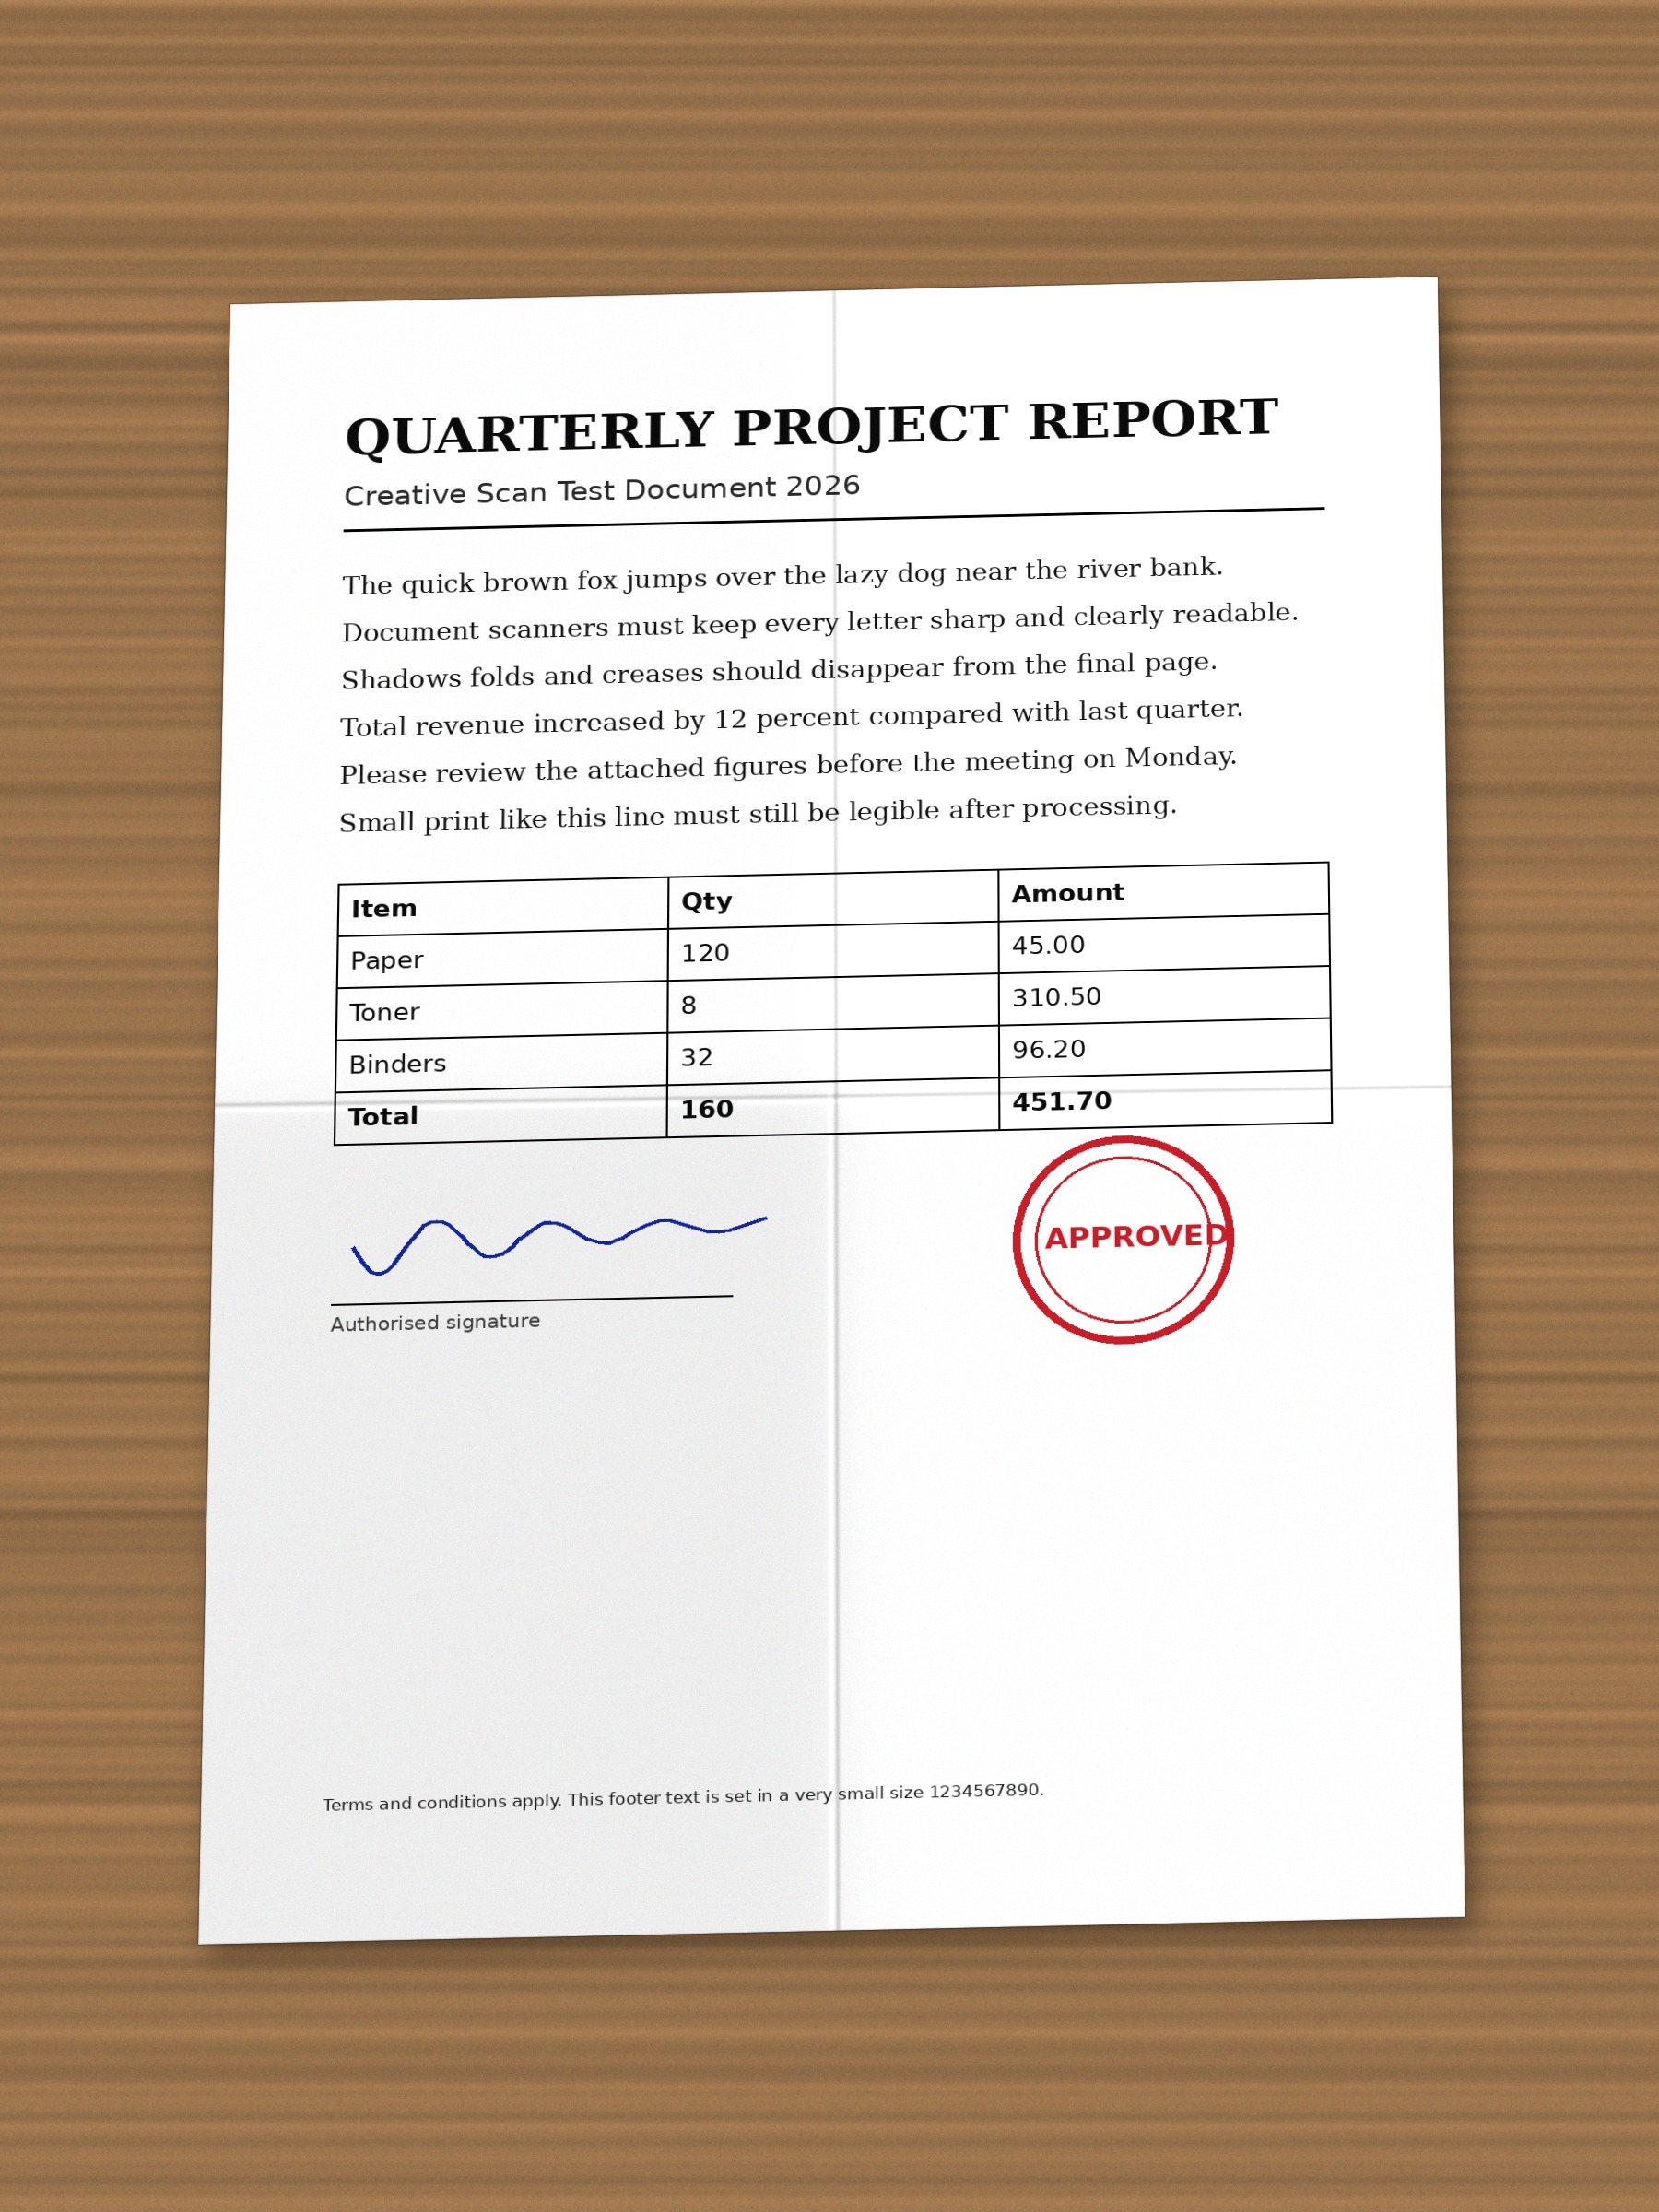 QUARTERLY PROJECT REPORT
Creative Scan Test Document 2026
The quick brown fox jumps over the lazy dog near the river bank.
Document scanners must keep every letter sharp and clearly readable.
Shadows folds and creases should disappear from the final page.
Total revenue increased by 12 percent compared with last quarter.
Please review the attached figures before the meeting on Monday.
Small print like this line must still be legible after processing.
Item Qty Amount
Paper 120 45.00
Toner 8 310.50
Binders 32 96.20
Total 160 451.70
APPROVED
Authorised signature
Terms and conditions apply. This footer text is set in a very small size 1234567890.